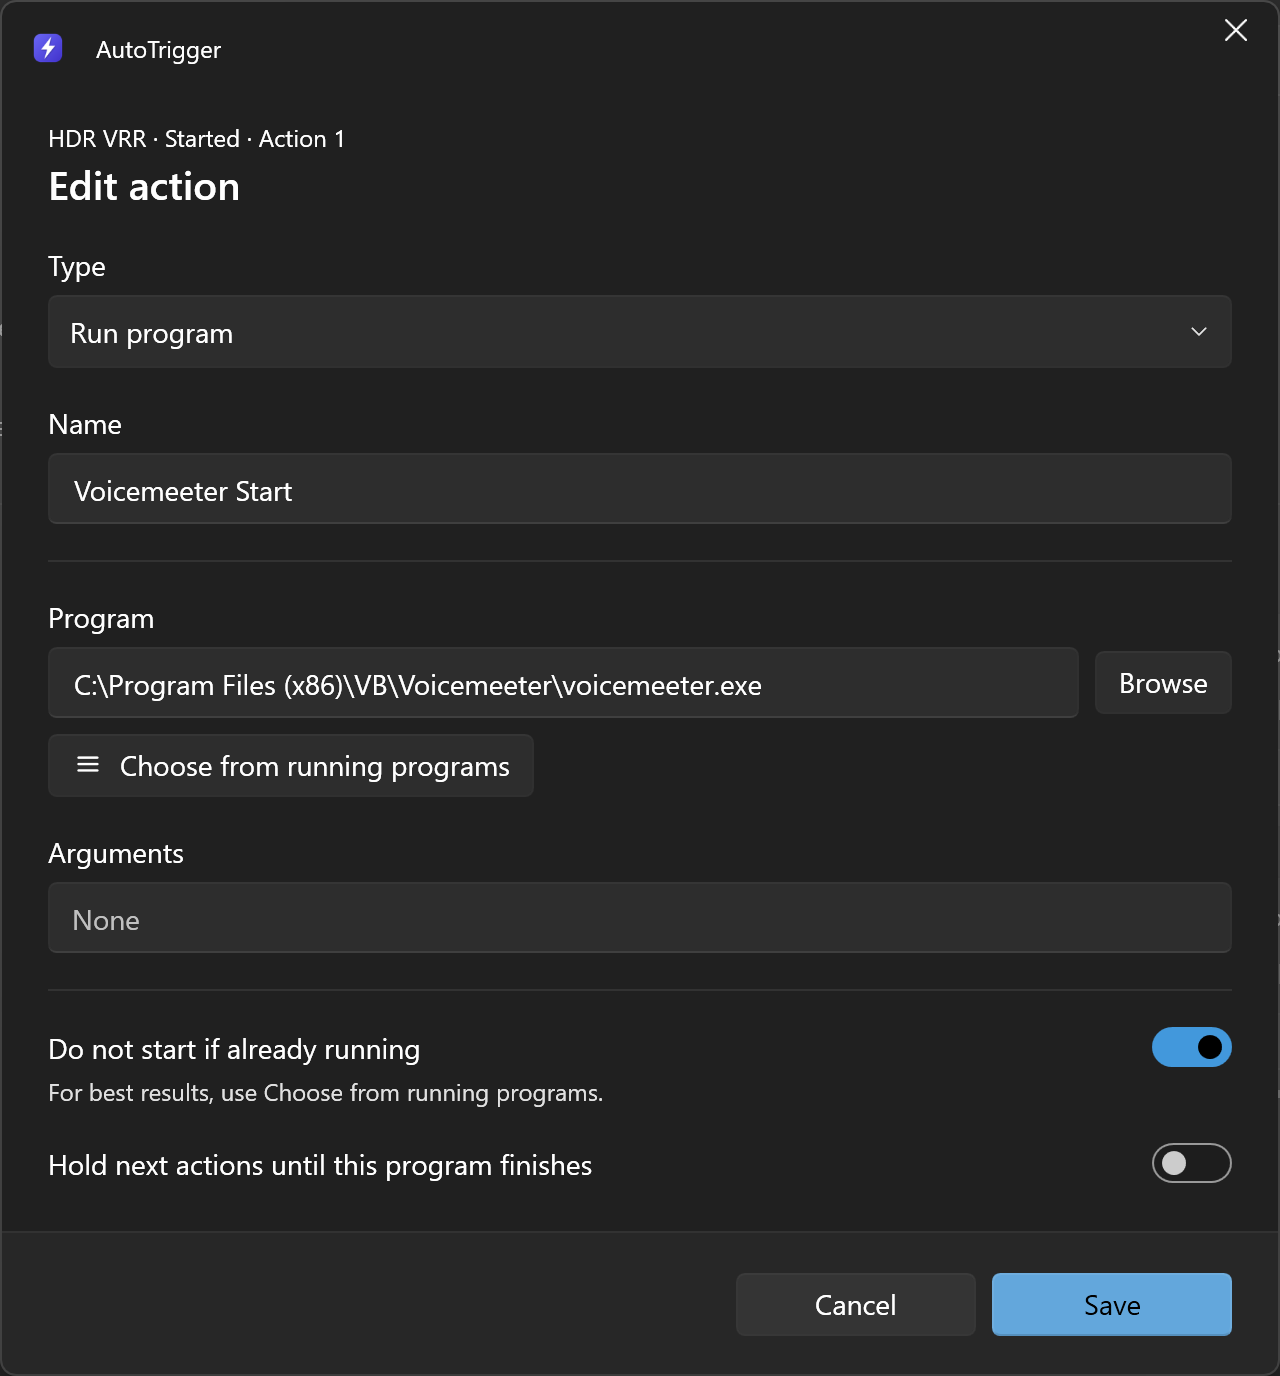 AutoTrigger
HDR VRR · Started · Action 1
Edit action
Type
Run program
Name
Voicemeeter Start
Program
C:\Program Files (x86)\VB\Voicemeeter\voicemeeter.exe
Browse
Choose from running programs
Arguments
None
Do not start if already running
For best results, use Choose from running programs.
Hold next actions until this program finishes
Cancel
Save